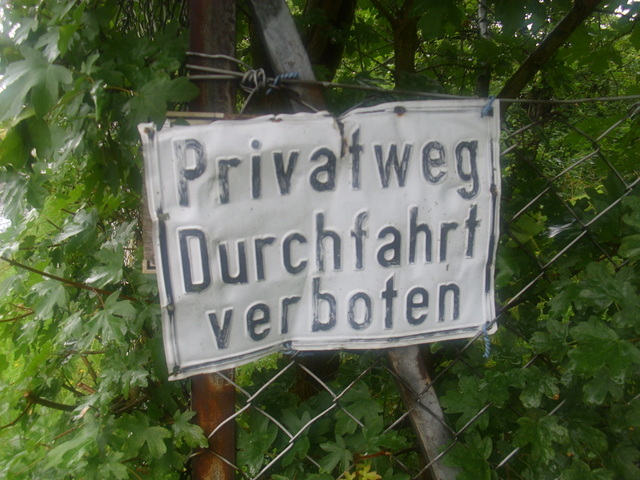 Privatweg
Durchfahrt
verboten